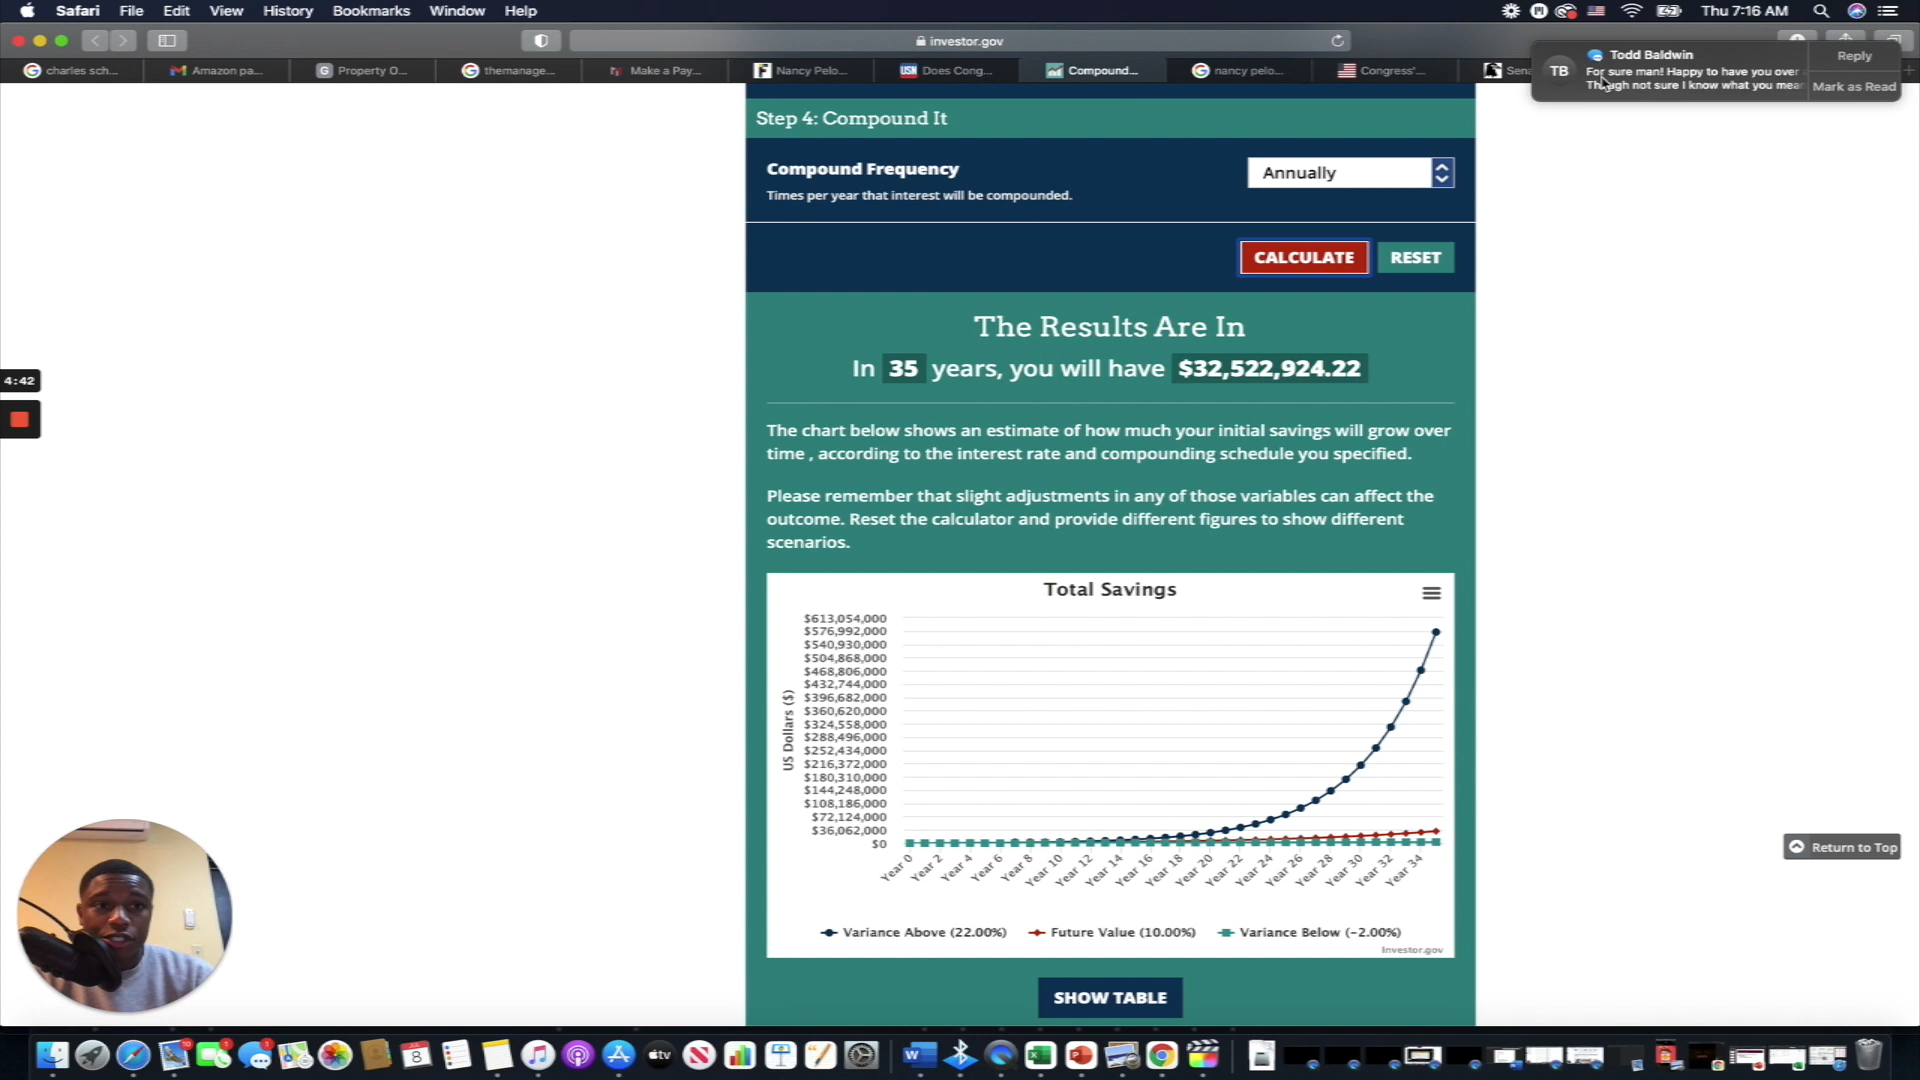 Safari File Edit View History Bookmarks Window Help Thu 7:16 AM
investor.gov
charles sch... Amazon pa... Property O... themanage... Make a Pay... Nancy Pelo... Does Cong... Compound... nancy pelo... Congress'...
TB Todd Baldwin
For sure man! Happy to have you over
Though not sure I know what you mean
Reply
Mark as Read
Step 4: Compound It
Compound Frequency
Annually
Times per year that interest will be compounded.
CALCULATE RESET
The Results Are In
In 35 years, you will have $32,522,924.22
4:42
The chart below shows an estimate of how much your initial savings will grow over
time , according to the interest rate and compounding schedule you specified.
Please remember that slight adjustments in any of those variables can affect the
outcome. Reset the calculator and provide different figures to show different
scenarios.
Total Savings
US Dollars ($)
$613,054,000
$576,992,000
$540,930,000
$504,868,000
$468,806,000
$432,744,000
$396,682,000
$360,620,000
$324,558,000
$288,496,000
$252,434,000
$216,372,000
$180,310,000
$144,248,000
$108,186,000
$72,124,000
$36,062,000
$0
Year 0 Year 2 Year 4 Year 6 Year 8 Year 10 Year 12 Year 14 Year 16 Year 18 Year 20 Year 22 Year 24 Year 26 Year 28 Year 30 Year 32 Year 34
Variance Above (22.00%) Future Value (10.00%) Variance Below (-2.00%)
Investor.gov
Return to Top
SHOW TABLE